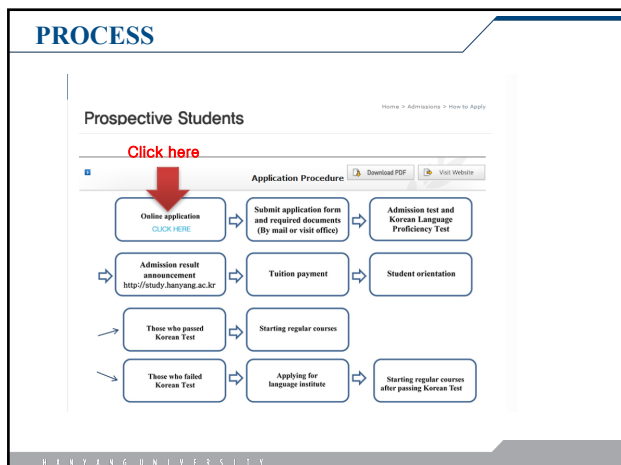 PROCESS
Home > Admissions > How to Apply
Prospective Students
Click here
Application Procedure
Download PDF
Visit Website
Online application
CLICK HERE
Submit application form
and required documents
(By mail or visit office)
Admission test and
Korean Language
Proficiency Test
Admission result
announcement
http://study.hanyang.ac.kr
Tuition payment
Student orientation
Those who passed
Korean Test
Starting regular courses
Those who failed
Korean Test
Applying for
language institute
Starting regular courses
after passing Korean Test
HANYANG UNIVERSITY